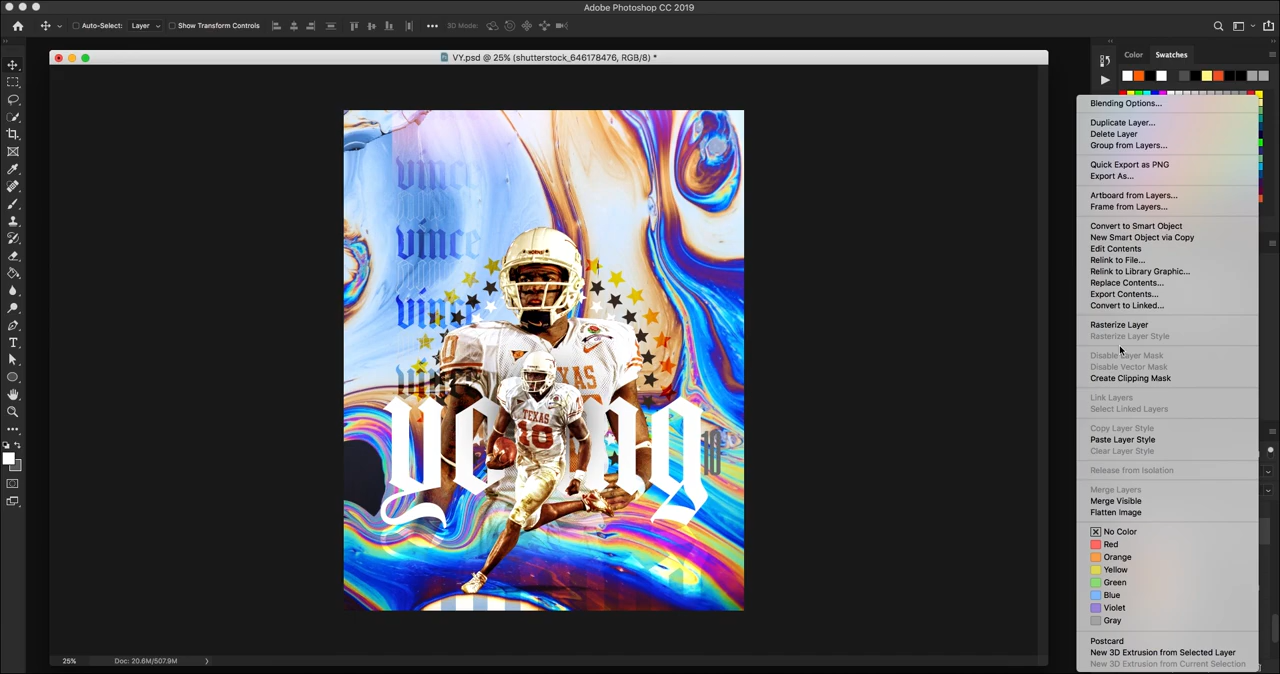 Adobe Photoshop CC 2019
Auto-Select: Layer Show Transform Controls ••• 3D Mode:
VY.psd @ 25% (shutterstock_646178476, RGB/8) *
Color Swatches
Blending Options...
Duplicate Layer...
Delete Layer
Group from Layers...
Quick Export as PNG
Export As...
Artboard from Layers...
Frame from Layers...
Convert to Smart Object
New Smart Object via Copy
Edit Contents
Relink to File...
Relink to Library Graphic...
Replace Contents...
Export Contents...
Convert to Linked...
Rasterize Layer
Rasterize Layer Style
Disable Layer Mask
Disable Vector Mask
Create Clipping Mask
Link Layers
Select Linked Layers
Copy Layer Style
Paste Layer Style
Clear Layer Style
Release from Isolation
Merge Layers
Merge Visible
Flatten Image
No Color
Red
Orange
Yellow
Green
Blue
Violet
Gray
Postcard
New 3D Extrusion from Selected Layer
New 3D Extrusion from Current Selection
vince
vince
vince
vince
young
10
TEXAS
10
25% Doc: 20.6M/507.9M